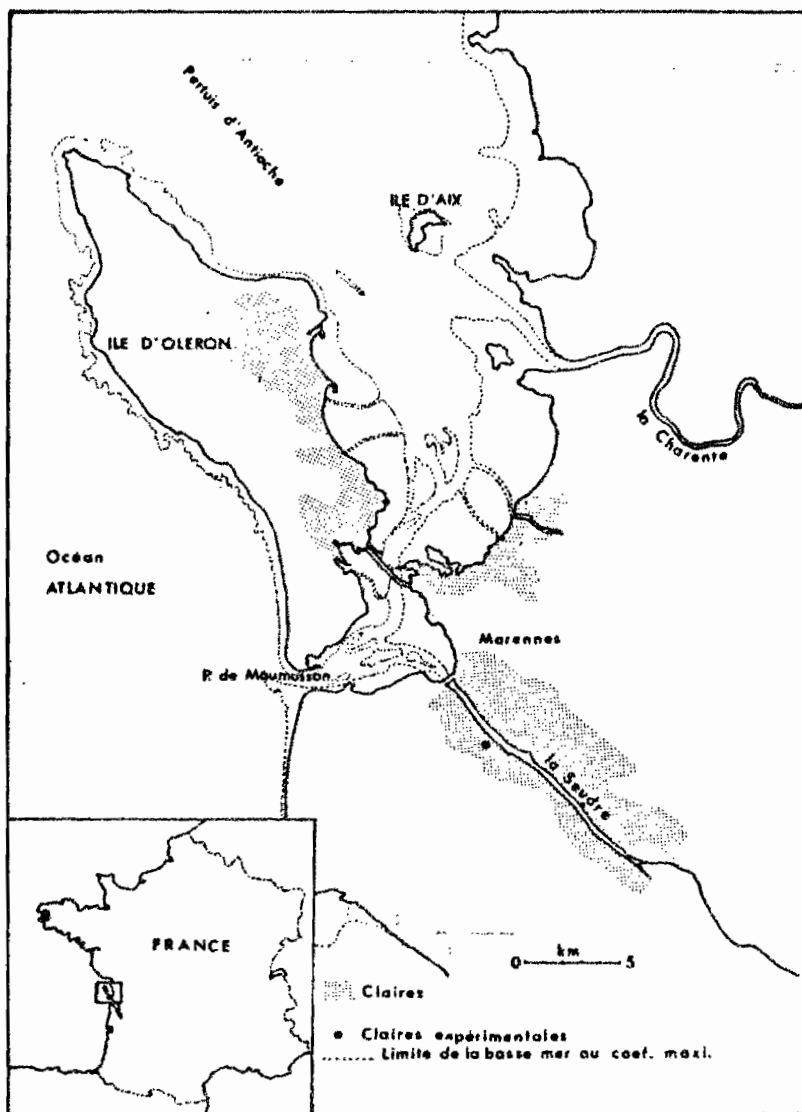 Pertuis d'Antioche
ILE D'AIX
ILE D'OLERON
la Charente
Océan
ATLANTIQUE
Marennes
P. de Maumusson
la Seudre
FRANCE
km
0 5
Claires
Claires expérimentales
Limite de la basse mer au coef. maxi.